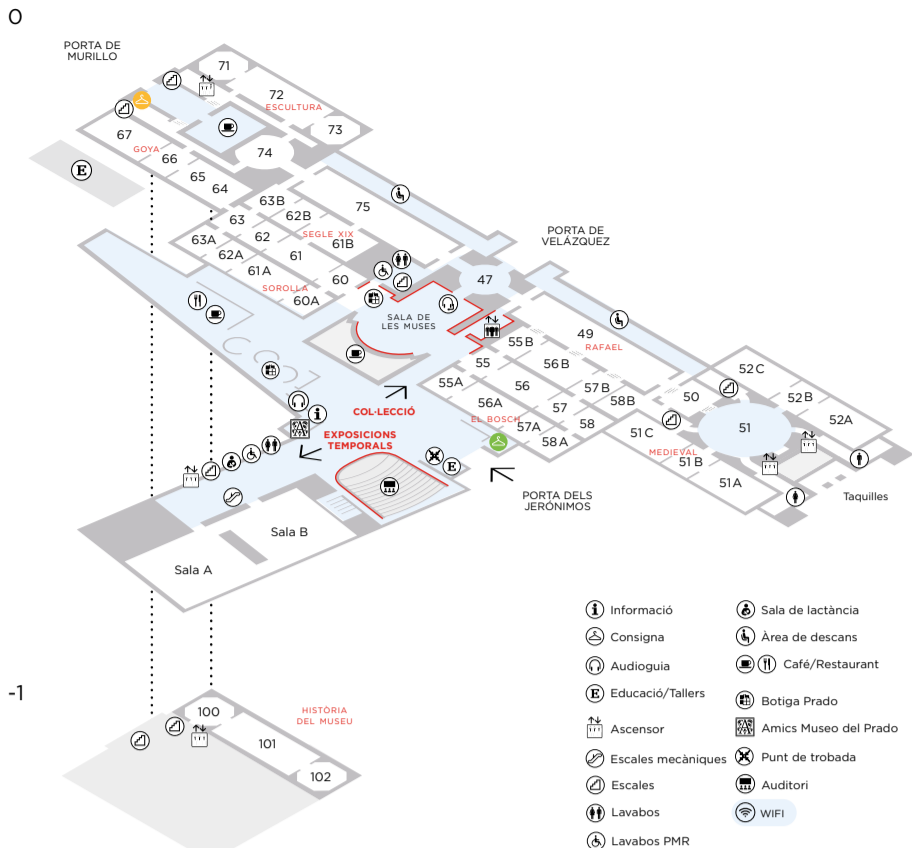 0
PORTA DE
MURILLO
71
72
ESCULTURA
73
67
GOYA
66
65
64
74
E
63B
75
63
62B
SEGLE XIX
63A
62
61B
62A
61
61A
60
SOROLLA
60A
PORTA DE
VELÁZQUEZ
47
SALA DE
LES MUSES
49
RAFAEL
55B
55
56B
55A
56
57B
56A
57
58B
EL BOSCH
57A
58
58A
52C
50
52B
52A
51
51C
MEDIEVAL
51B
51A
Taquilles
COL·LECCIÓ
EXPOSICIONS
TEMPORALS
E
PORTA DELS
JERÓNIMOS
Sala B
Sala A
-1
100
HISTÒRIA
DEL MUSEU
101
102
Informació
Consigna
Audioguia
E Educació/Tallers
Ascensor
Escales mecàniques
Escales
Lavabos
Lavabos PMR
Sala de lactància
Àrea de descans
Café/Restaurant
Botiga Prado
Amics Museo del Prado
Punt de trobada
Auditori
WIFI